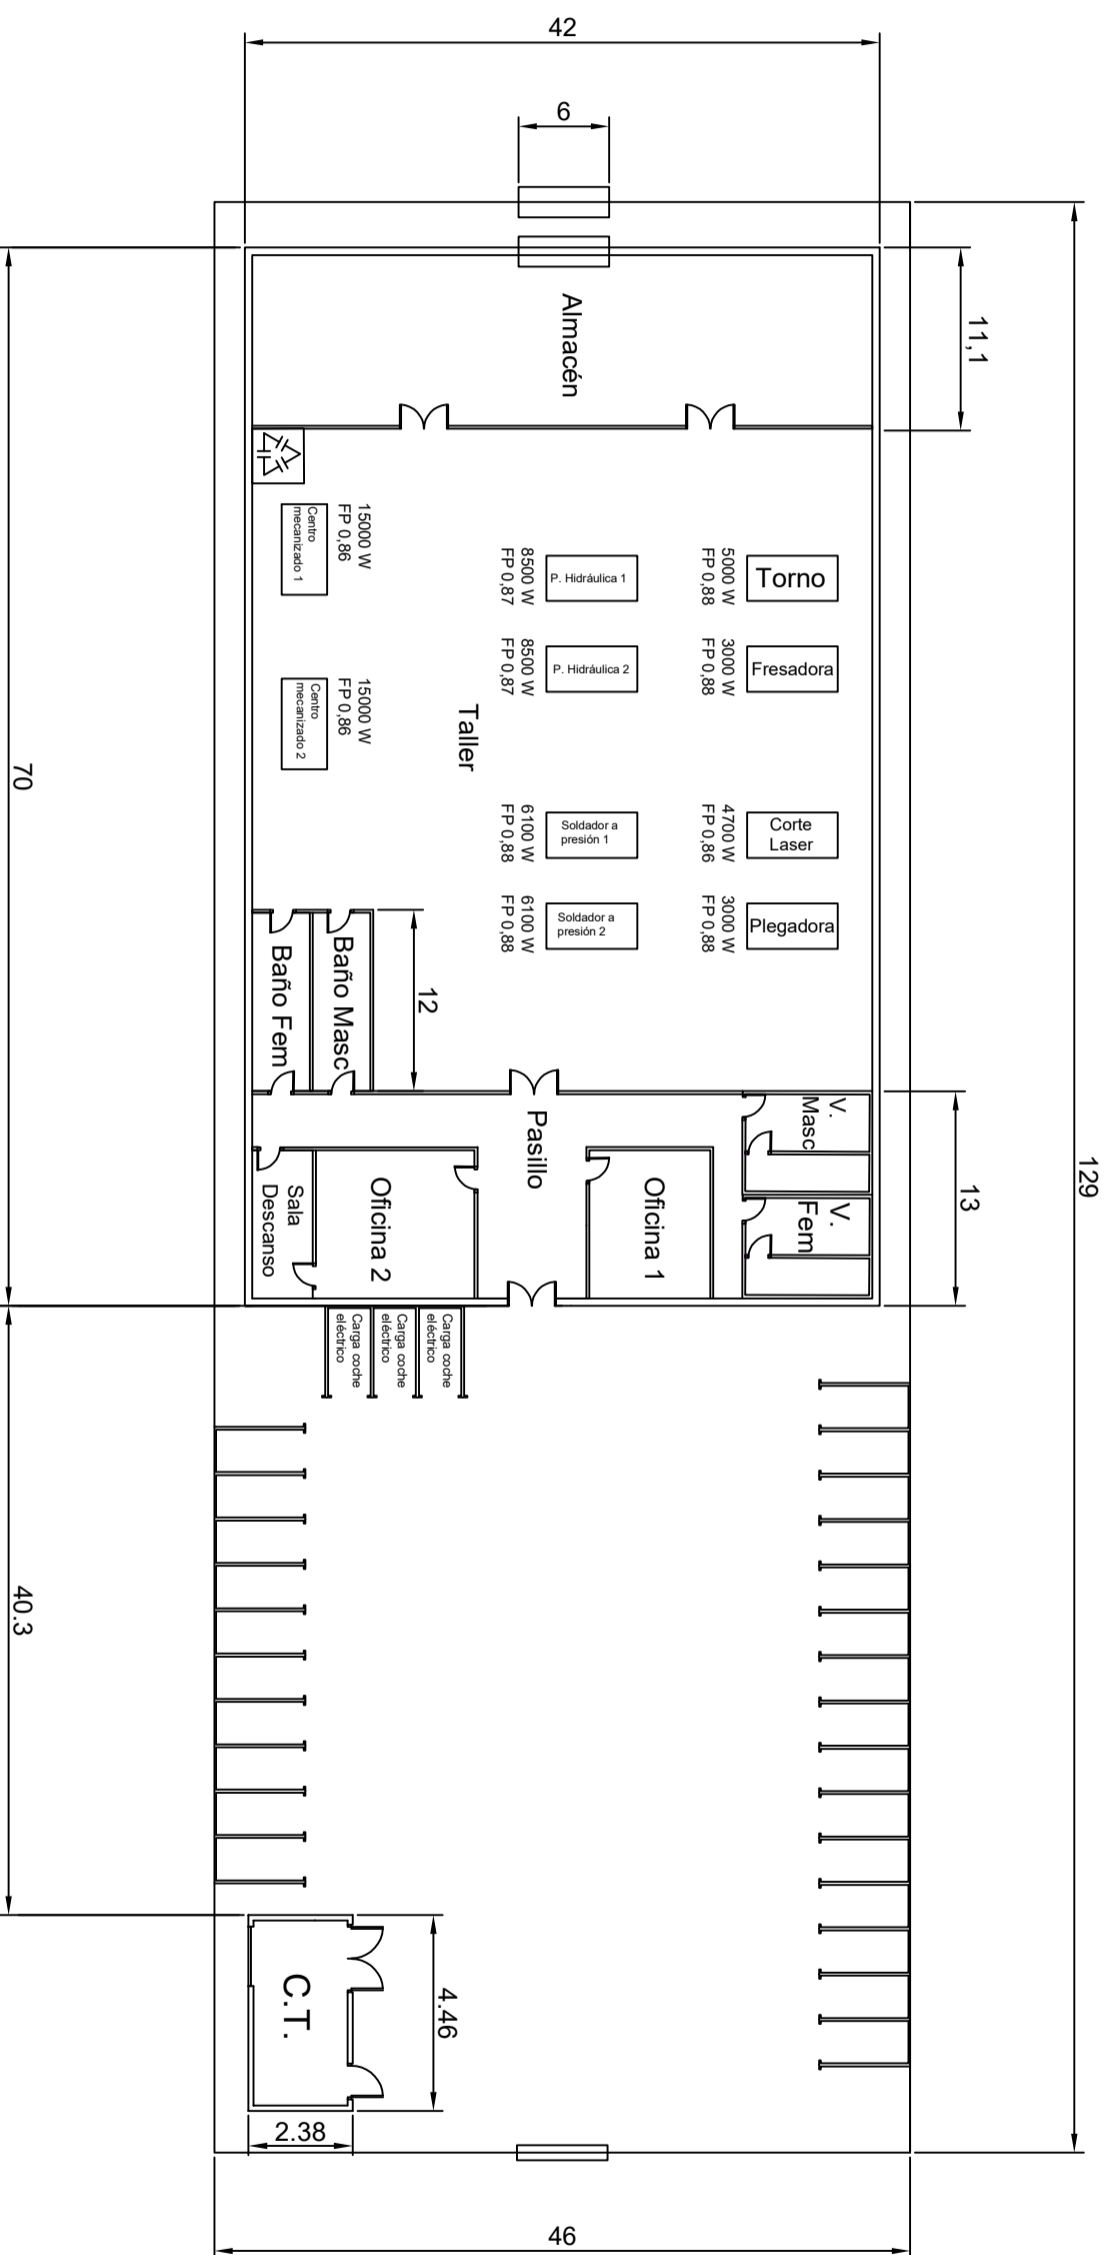 42
6
11,1
Almacén
15000 W
FP 0,86
Centro
mecanizado 1
8500 W
FP 0,87
P. Hidráulica 1
5000 W
FP 0,88
Torno
8500 W
FP 0,87
P. Hidráulica 2
3000 W
FP 0,88
Fresadora
15000 W
FP 0,86
Centro
mecanizado 2
Taller
70
6100 W
FP 0,88
Soldador a
presión 1
4700 W
FP 0,86
Corte
Laser
6100 W
FP 0,88
Soldador a
presión 2
3000 W
FP 0,88
Plegadora
Baño Fem
Baño Masc
12
Pasillo
V.
Masc
V.
Fem
13
129
Sala
Descanso
Oficina 2
Oficina 1
Carga coche
eléctrico
Carga coche
eléctrico
Carga coche
eléctrico
40.3
C.T.
4.46
2.38
46